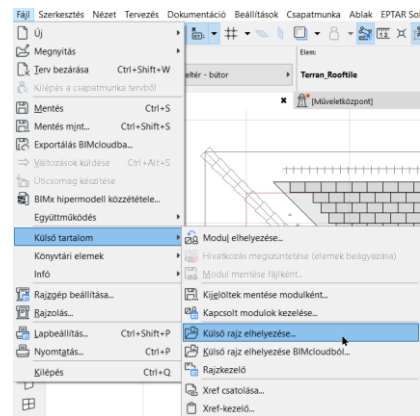 Fájl Szerkesztés Nézet Tervezés Dokumentáció Beállítások Csapatmunka Ablak EPTAR Sol
Új
Megnyitás
Terv bezárása Ctrl+Shift+W
Kilépés a csapatmunka tervből
Mentés Ctrl+S
Mentés mint... Ctrl+Shift+S
Exportálás BIMcloudba...
Változások küldése Ctrl+Alt+S
Úticsomag készítése
BIMx hipermodell közzététele...
Együttműködés
Külső tartalom
Könyvtári elemek
Infó
Rajzgép beállítása...
Rajzolás...
Lapbeállítás... Ctrl+Shift+P
Nyomtatás... Ctrl+P
Kilépés Ctrl+Q
Elem:
eltér - bútor
Terran_Rooftile
[Műveletközpont]
Modul elhelyezése...
Hivatkozás megszüntetése (elemek beágyazása)
Modul mentése fájlként...
Kijelöltek mentése modulként...
Kapcsolt modulok kezelése...
Külső rajz elhelyezése...
Külső rajz elhelyezése BIMcloudból...
Rajzkezelő
Xref csatolása...
Xref-kezelő...